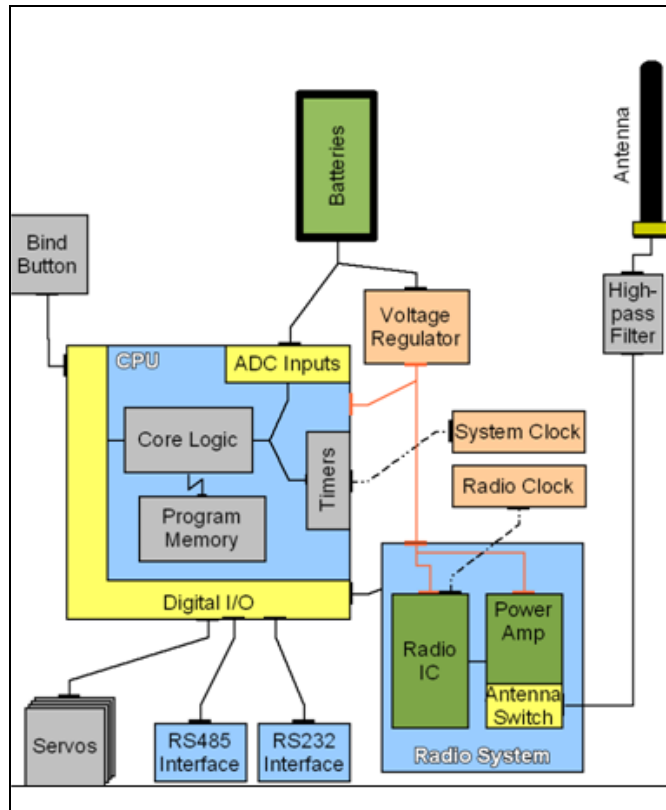 Batteries
Antenna
Bind
Button
High-
pass
Filter
Voltage
Regulator
CPU
ADC Inputs
Core Logic
Timers
System Clock
Radio Clock
Program
Memory
Digital I/O
Radio
IC
Power
Amp
Antenna
Switch
Radio System
Servos
RS485
Interface
RS232
Interface